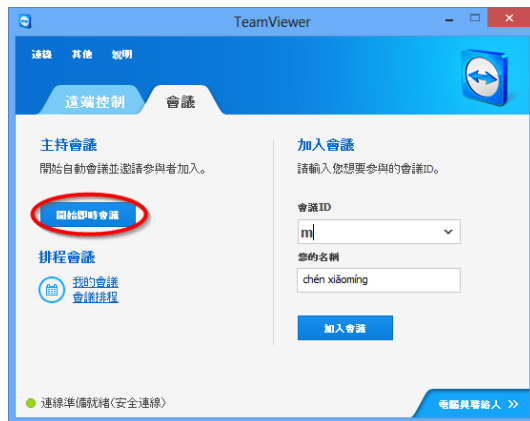 TeamViewer
連線 其他 說明
遠端控制 會議
主持會議
開始自動會議並邀請參與者加入。
開始即時會議
排程會議
我的會議
會議排程
加入會議
請輸入您想要參與的會議ID。
會議ID
m
您的名稱
chén xiǎomíng
加入會議
連線準備就緒(安全連線)
電腦與聯絡人 >>